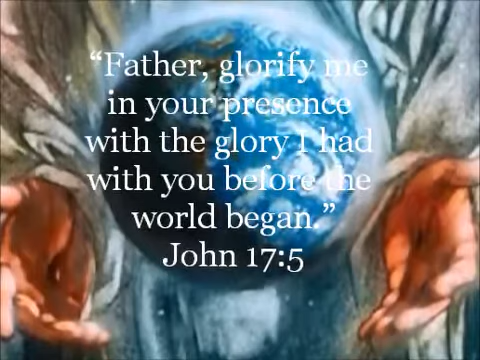 “Father, glorify me
in your presence
with the glory I had
with you before the
world began.”
John 17:5